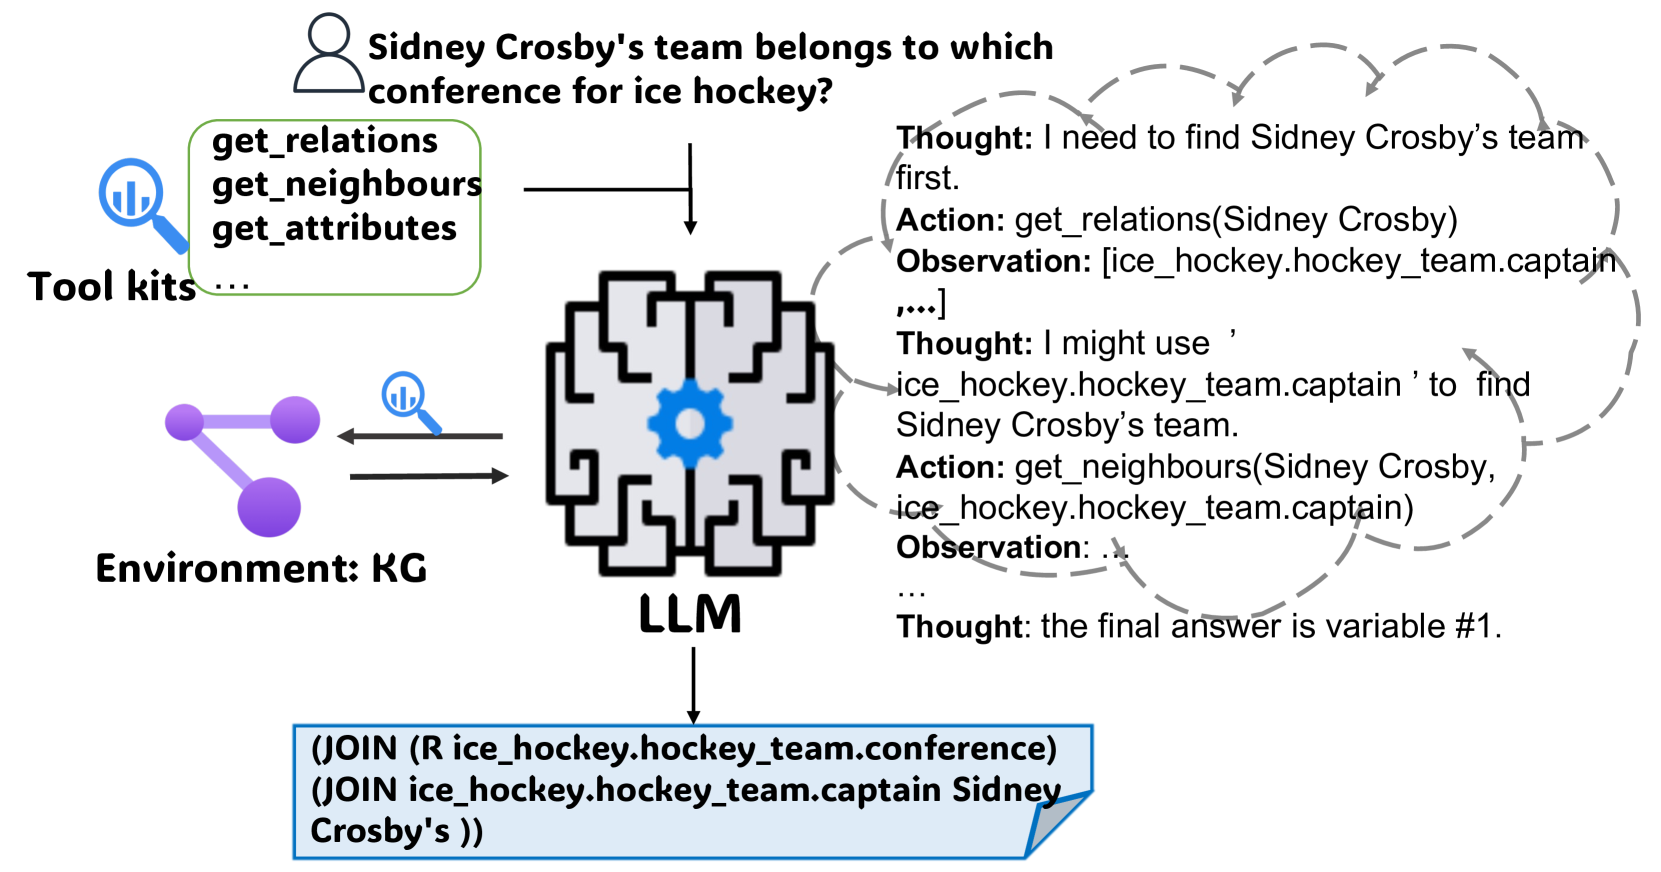 Sidney Crosby's team belongs to which
conference for ice hockey?
get_relations
get_neighbours
get_attributes
...
Tool kits
Environment: KG
LLM
Thought: I need to find Sidney Crosby’s team
first.
Action: get_relations(Sidney Crosby)
Observation: [ice_hockey.hockey_team.captain
,...]
Thought: I might use ’
ice_hockey.hockey_team.captain ’ to find
Sidney Crosby’s team.
Action: get_neighbours(Sidney Crosby,
ice_hockey.hockey_team.captain)
Observation: ...
...
Thought: the final answer is variable #1.
(JOIN (R ice_hockey.hockey_team.conference)
(JOIN ice_hockey.hockey_team.captain Sidney
Crosby's ))